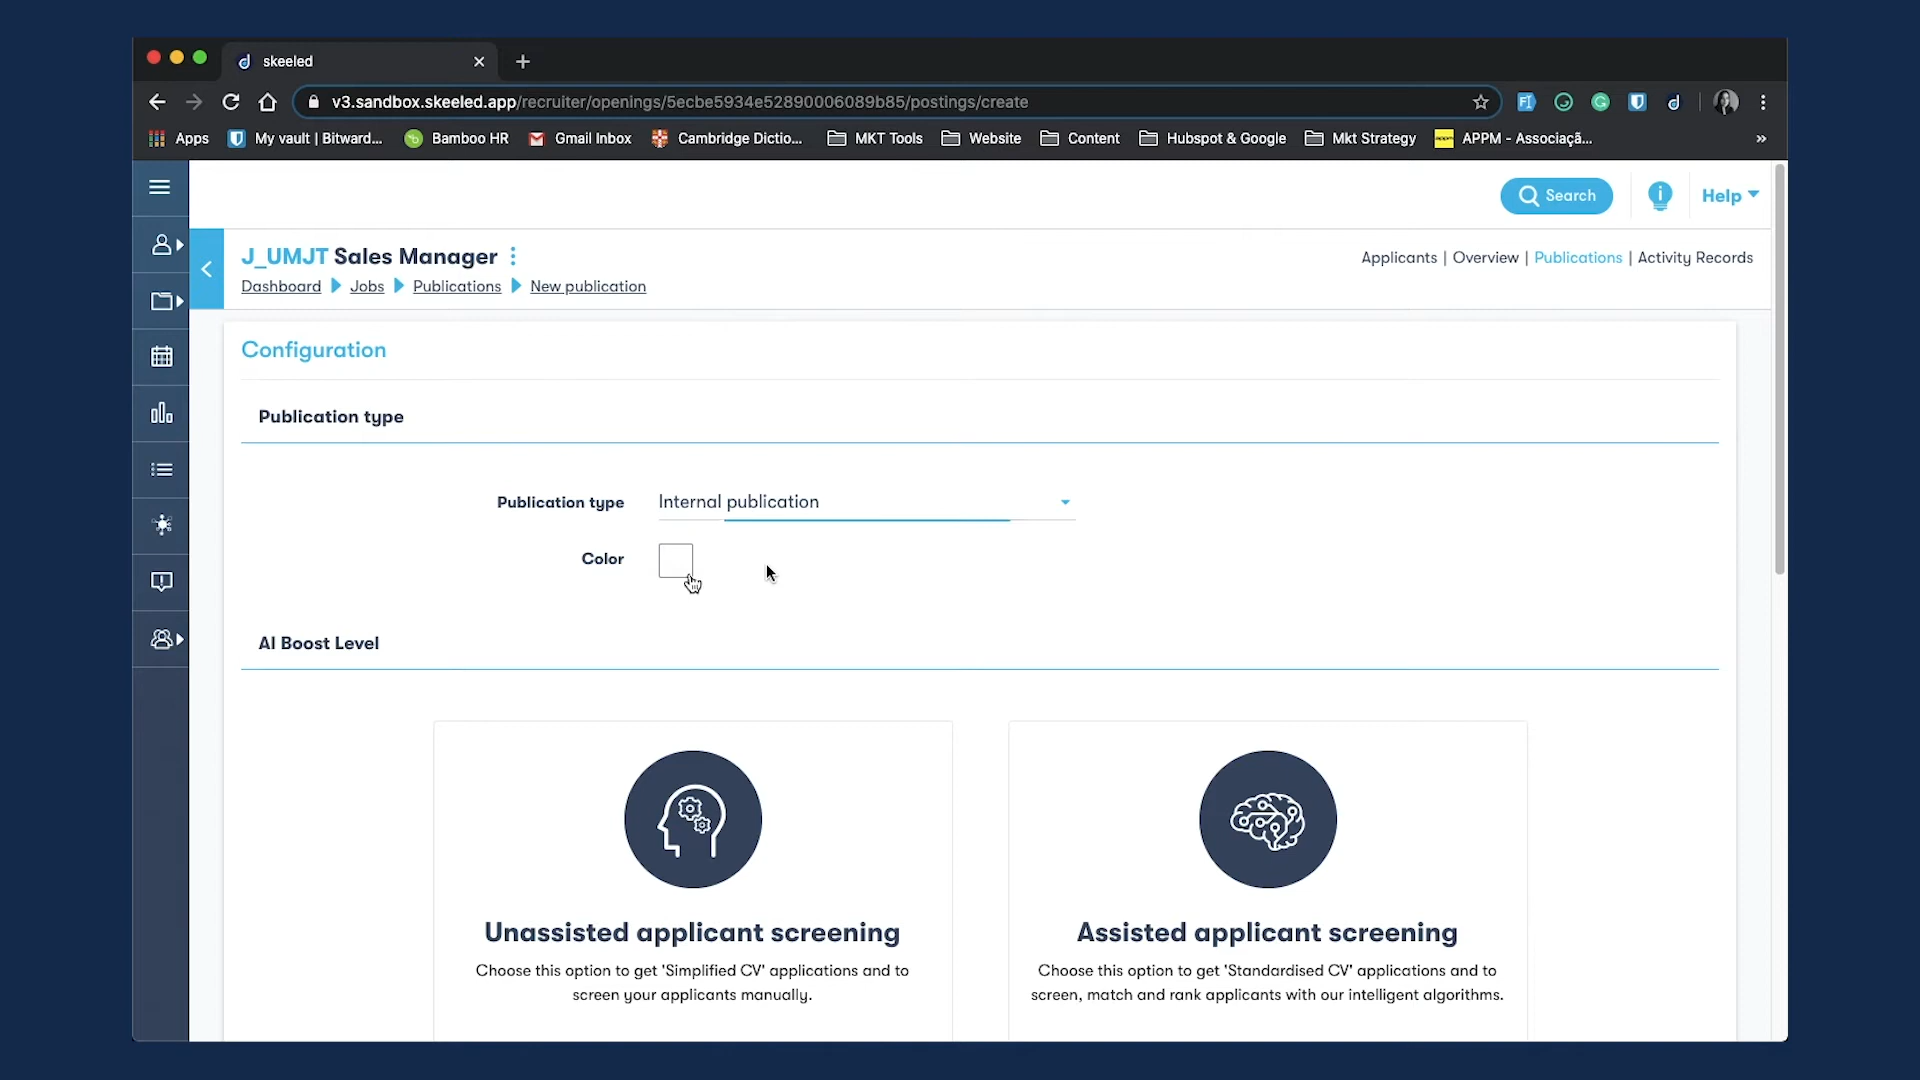 skeeled
v3.sandbox.skeeled.app/recruiter/openings/5ecbe5934e52890006089b85/postings/create
Apps
My vault | Bitward...
Bamboo HR
Gmail Inbox
Cambridge Dictio...
MKT Tools
Website
Content
Hubspot & Google
Mkt Strategy
APPM - Associaçã...
»
Search
Help
J_UMJT Sales Manager
Applicants | Overview | Publications | Activity Records
Dashboard Jobs Publications New publication
Configuration
Publication type
Publication type Internal publication
Color
AI Boost Level
Unassisted applicant screening
Choose this option to get 'Simplified CV' applications and to
screen your applicants manually.
Assisted applicant screening
Choose this option to get 'Standardised CV' applications and to
screen, match and rank applicants with our intelligent algorithms.